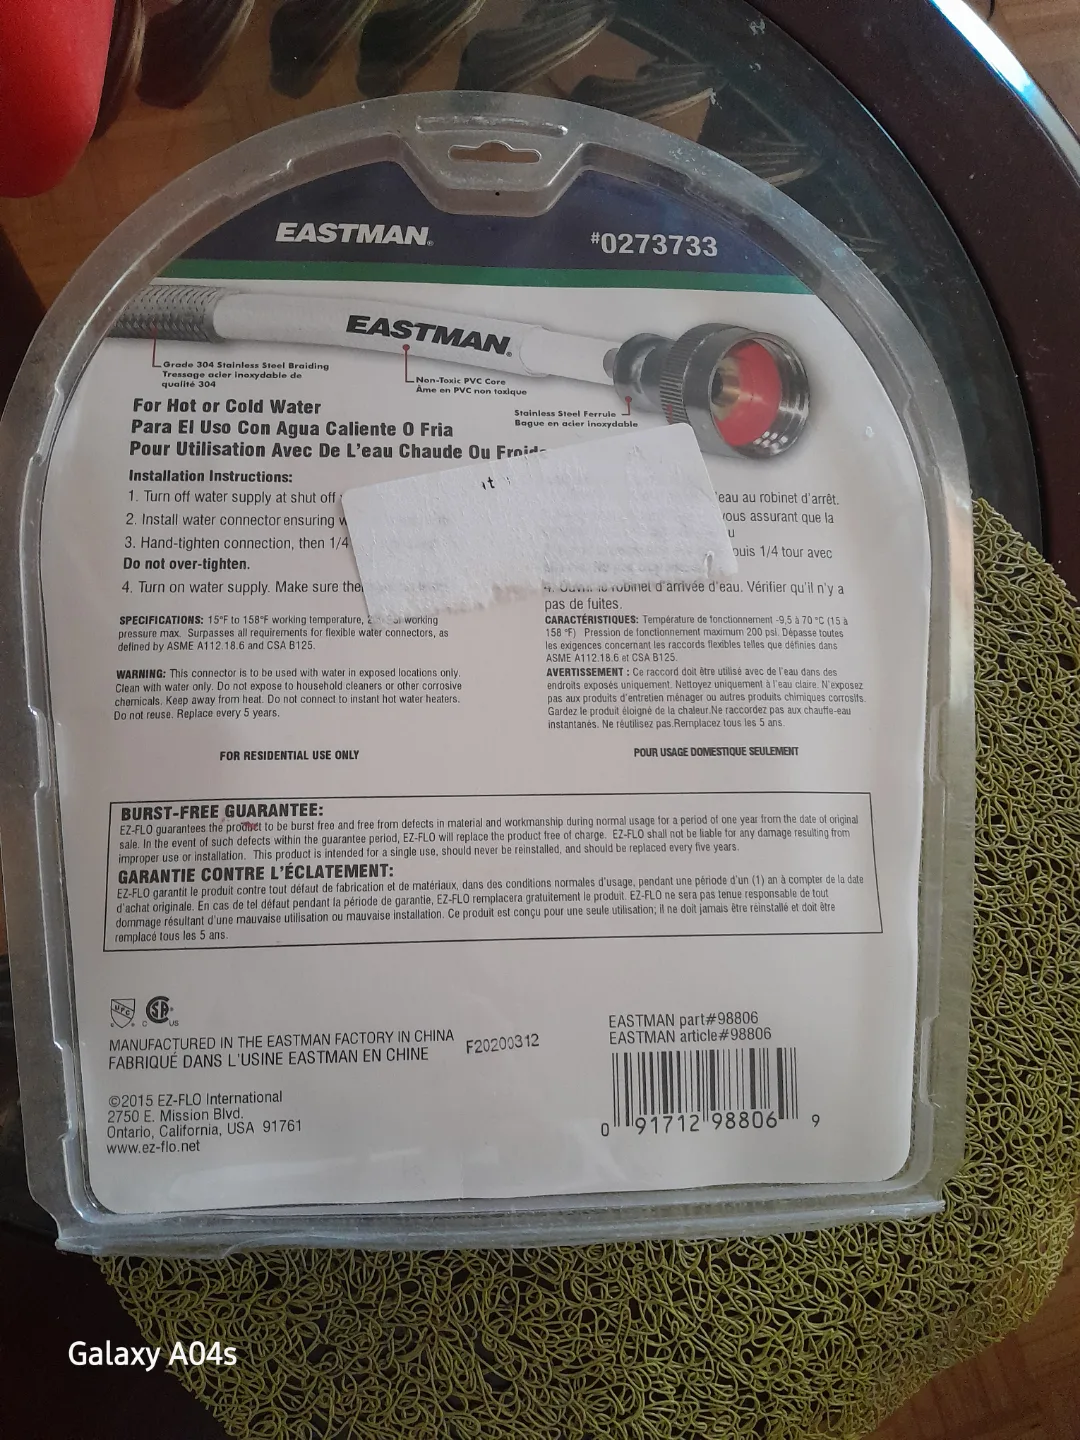 EASTMAN®
#0273733
EASTMAN®
Grade 304 Stainless Steel Braiding
Tressage acier inoxydable de
qualité 304
Non-Toxic PVC Core
Âme en PVC non toxique
Stainless Steel Ferrule
Bague en acier inoxydable
For Hot or Cold Water
Para El Uso Con Agua Caliente O Fria
Pour Utilisation Avec De L'eau Chaude Ou Froide
Installation Instructions:
1. Turn off water supply at shut off
2. Install water connector ensuring
3. Hand-tighten connection, then 1/4
Do not over-tighten.
4. Turn on water supply. Make sure
SPECIFICATIONS: 15°F to 158°F working temperature, working
pressure max. Surpasses all requirements for flexible water connectors, as
defined by ASME A112.18.6 and CSA B125.
WARNING: This connector is to be used with water in exposed locations only.
Clean with water only. Do not expose to household cleaners or other corrosive
chemicals. Keep away from heat. Do not connect to instant hot water heaters.
Do not reuse. Replace every 5 years.
FOR RESIDENTIAL USE ONLY
eau au robinet d'arrêt.
vous assurant que la
puis 1/4 tour avec
4. Ouvrir le robinet d'arrivée d'eau. Vérifier qu'il n'y a
pas de fuites.
CARACTÉRISTIQUES: Température de fonctionnement -9,5 à 70 °C (15 à
158 °F) Pression de fonctionnement maximum 200 psi. Dépasse toutes
les exigences concernant les raccords flexibles telles que définies dans
ASME A112.18.6 et CSA B125.
AVERTISSEMENT : Ce raccord doit être utilisé avec de l'eau dans des
endroits exposés uniquement. Nettoyez uniquement à l'eau claire. N'exposez
pas aux produits d'entretien ménager ou autres produits chimiques corrosifs.
Gardez le produit éloigné de la chaleur.Ne raccordez pas aux chauffe-eau
instantanés. Ne réutilisez pas.Remplacez tous les 5 ans.
POUR USAGE DOMESTIQUE SEULEMENT
BURST-FREE GUARANTEE:
EZ-FLO guarantees the product to be burst free and free from defects in material and workmanship during normal usage for a period of one year from the date of original
sale. In the event of such defects within the guarantee period, EZ-FLO will replace the product free of charge. EZ-FLO shall not be liable for any damage resulting from
improper use or installation. This product is intended for a single use, should never be reinstalled, and should be replaced every five years.
GARANTIE CONTRE L'ÉCLATEMENT:
EZ-FLO garantit le produit contre tout défaut de fabrication et de matériaux, dans des conditions normales d'usage, pendant une période d'un (1) an à compter de la date
d'achat originale. En cas de tel défaut pendant la période de garantie, EZ-FLO remplacera gratuitement le produit. EZ-FLO ne sera pas tenue responsable de tout
dommage résultant d'une mauvaise utilisation ou mauvaise installation. Ce produit est conçu pour une seule utilisation; il ne doit jamais être réinstallé et doit être
remplacé tous les 5 ans.
UPC
C SA US
MANUFACTURED IN THE EASTMAN FACTORY IN CHINA
FABRIQUÉ DANS L'USINE EASTMAN EN CHINE
F20200312
©2015 EZ-FLO International
2750 E. Mission Blvd.
Ontario, California, USA 91761
www.ez-flo.net
EASTMAN part#98806
EASTMAN article#98806
0 91712 98806 9
Galaxy A04s